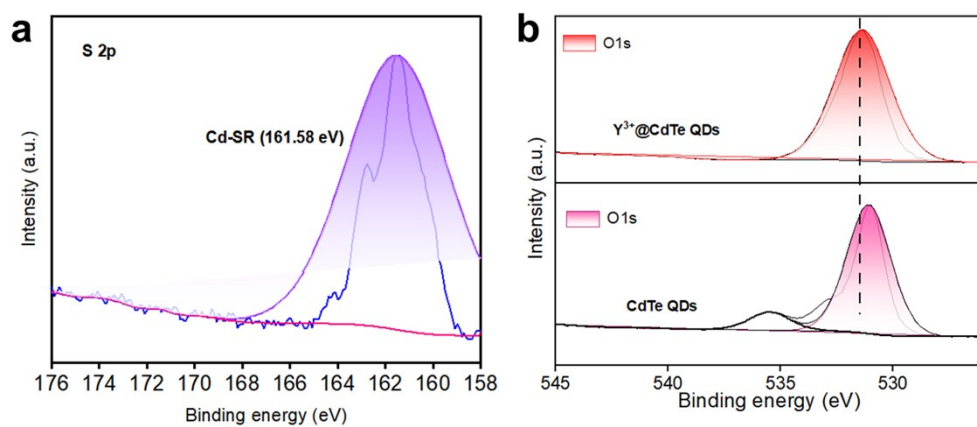 a
S 2p
Cd-SR (161.58 eV)
Intensity (a.u.)
176 174 172 170 168 166 164 162 160 158
Binding energy (eV)
b
O1s
Y³⁺@CdTe QDs
Intensity (a.u.)
O1s
CdTe QDs
545 540 535 530
Binding energy (eV)